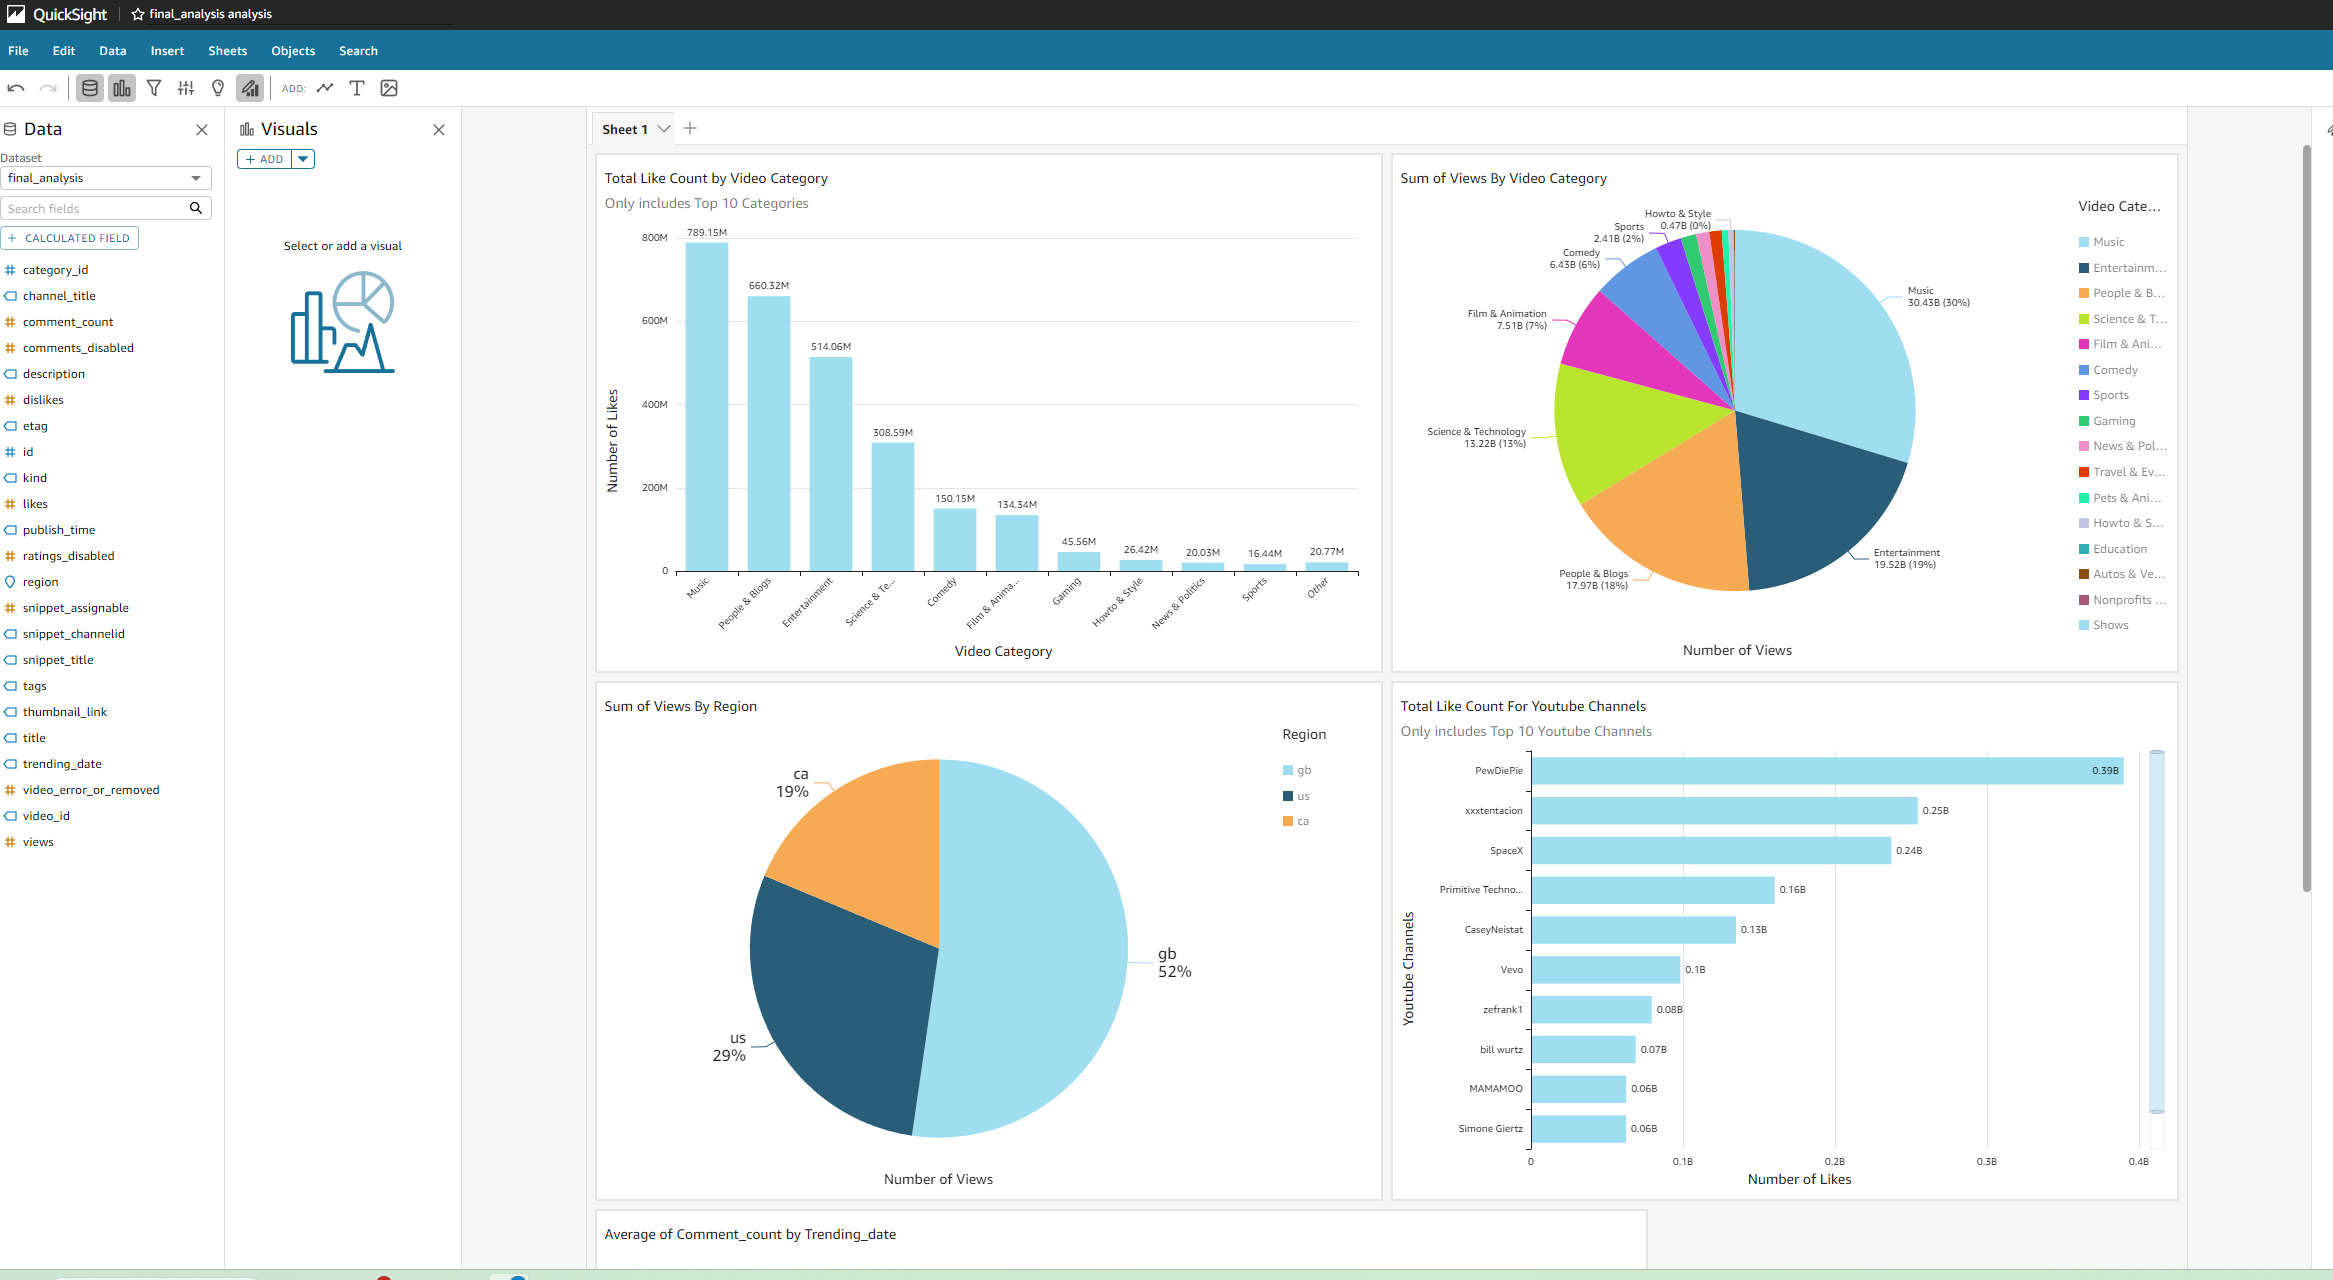 QuickSight
final_analysis analysis
File Edit Data Insert Sheets Objects Search
ADD:
Data
Dataset
final_analysis
Search fields
CALCULATED FIELD
category_id
channel_title
comment_count
comments_disabled
description
dislikes
etag
id
kind
likes
publish_time
ratings_disabled
region
snippet_assignable
snippet_channelid
snippet_title
tags
thumbnail_link
title
trending_date
video_error_or_removed
video_id
views
Visuals
+ ADD
Select or add a visual
Sheet 1
Total Like Count by Video Category
Only includes Top 10 Categories
Number of Likes
800M
600M
400M
200M
0
789.15M
660.32M
514.06M
308.59M
150.15M
134.34M
45.56M
26.42M
20.03M
16.44M
20.77M
Music
People & Blogs
Entertainment
Science & Te...
Comedy
Film & Anima...
Gaming
Howto & Style
News & Politics
Sports
Other
Video Category
Sum of Views By Video Category
Howto & Style
0.47B (0%)
Sports
2.41B (2%)
Comedy
6.43B (6%)
Film & Animation
7.51B (7%)
Science & Technology
13.22B (13%)
People & Blogs
17.97B (18%)
Entertainment
19.52B (19%)
Music
30.43B (30%)
Number of Views
Video Cate...
Music
Entertainm...
People & B...
Science & T...
Film & Ani...
Comedy
Sports
Gaming
News & Pol...
Travel & Ev...
Pets & Ani...
Howto & S...
Education
Autos & Ve...
Nonprofits ...
Shows
Sum of Views By Region
ca
19%
us
29%
gb
52%
Number of Views
Region
gb
us
ca
Total Like Count For Youtube Channels
Only includes Top 10 Youtube Channels
Youtube Channels
PewDiePie 0.39B
xxxtentacion 0.25B
SpaceX 0.24B
Primitive Techno... 0.16B
CaseyNeistat 0.13B
Vevo 0.1B
zefrank1 0.08B
bill wurtz 0.07B
MAMAMOO 0.06B
Simone Giertz 0.06B
0 0.1B 0.2B 0.3B 0.4B
Number of Likes
Average of Comment_count by Trending_date